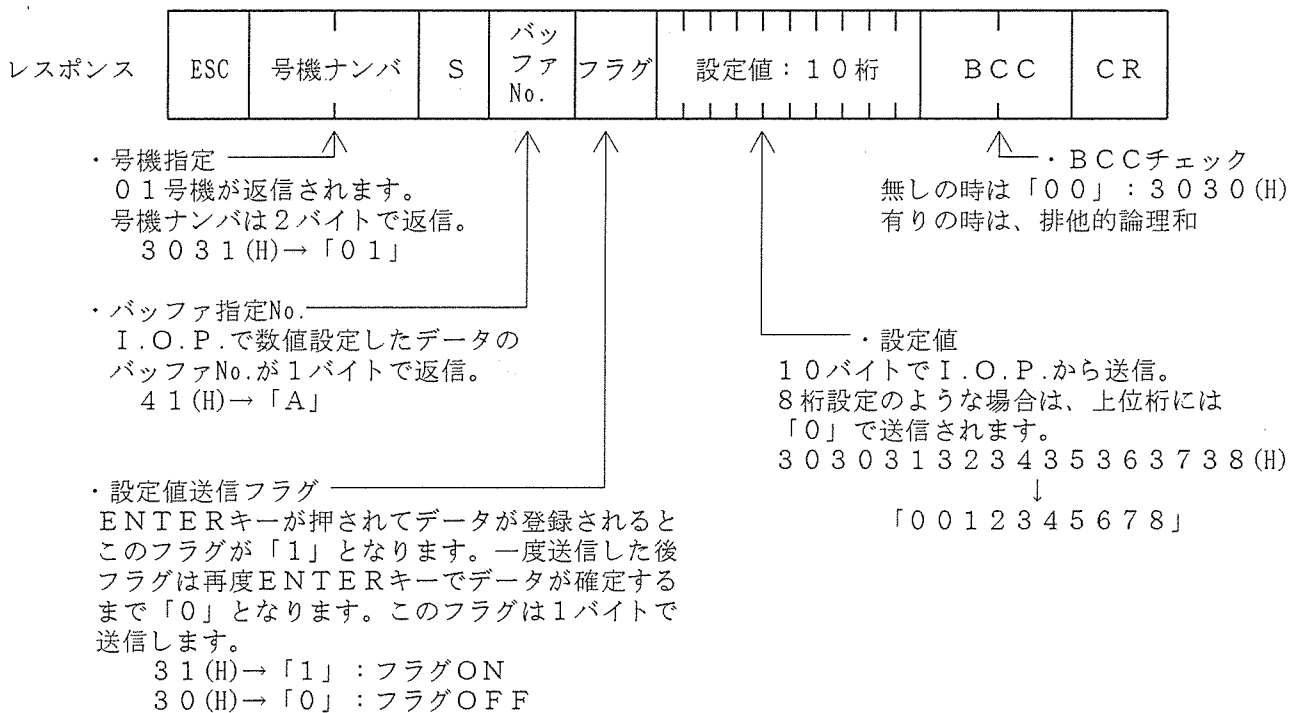 レスポンス ESC 号機ナンバ S バッファNo. フラグ 設定値：１０桁 ＢＣＣ ＣＲ
・号機指定
０１号機が返信されます。
号機ナンバは２バイトで返信。
３０３１(H)→「０１」
・ＢＣＣチェック
無しの時は「００」：３０３０(H)
有りの時は、排他的論理和
・バッファ指定No.
Ｉ.Ｏ.Ｐ.で数値設定したデータの
バッファNo.が１バイトで返信。
４１(H)→「Ａ」
・設定値
１０バイトでＩ.Ｏ.Ｐ.から送信。
８桁設定のような場合は、上位桁には
「０」で送信されます。
３０３０３１３２３３４３５３６３７３８(H)
↓
「００１２３４５６７８」
・設定値送信フラグ
ＥＮＴＥＲキーが押されてデータが登録されると
このフラグが「１」となります。一度送信した後
フラグは再度ＥＮＴＥＲキーでデータが確定する
まで「０」となります。このフラグは１バイトで
送信します。
３１(H)→「１」：フラグＯＮ
３０(H)→「０」：フラグＯＦＦ